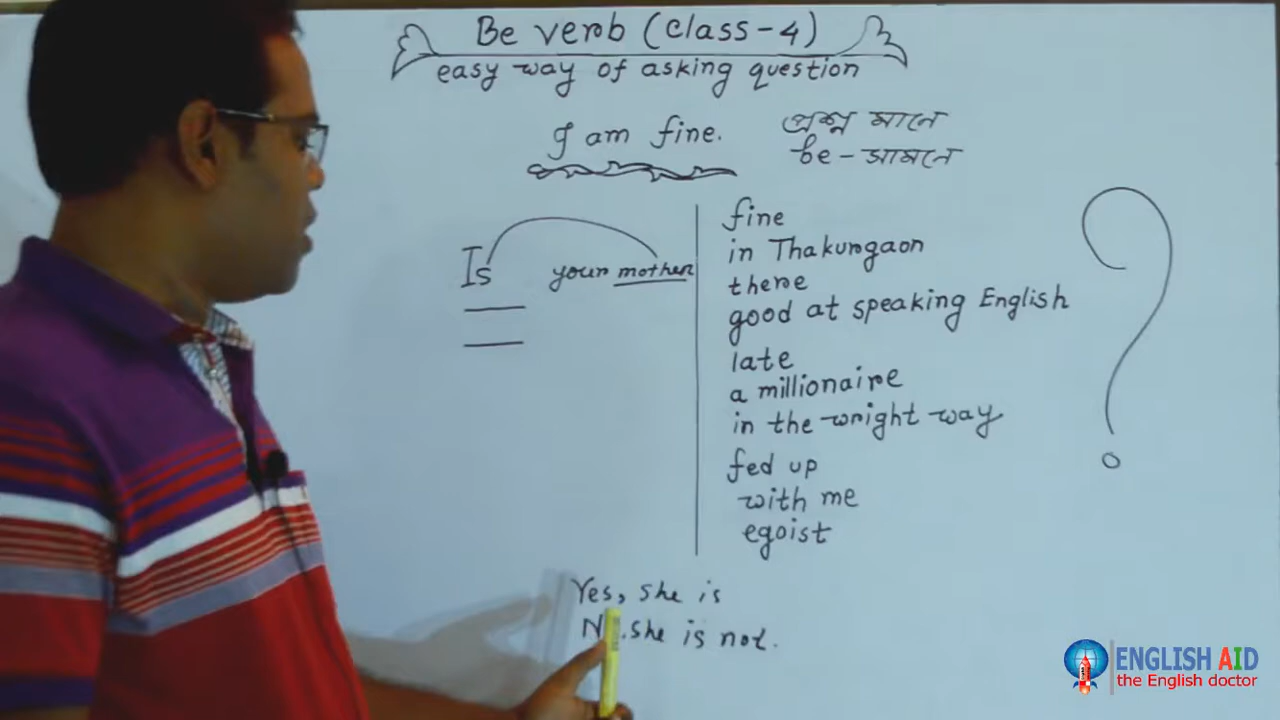 Be verb (class-4)
easy way of asking question
I am fine.
প্রশ্ন মানে
be - সামনে
Is your mother
fine
in Thakurgaon
there
good at speaking English
late
a millionaire
in the wright way
fed up
with me
egoist
?
Yes, she is
No. she is not.
ENGLISH AID
the English doctor